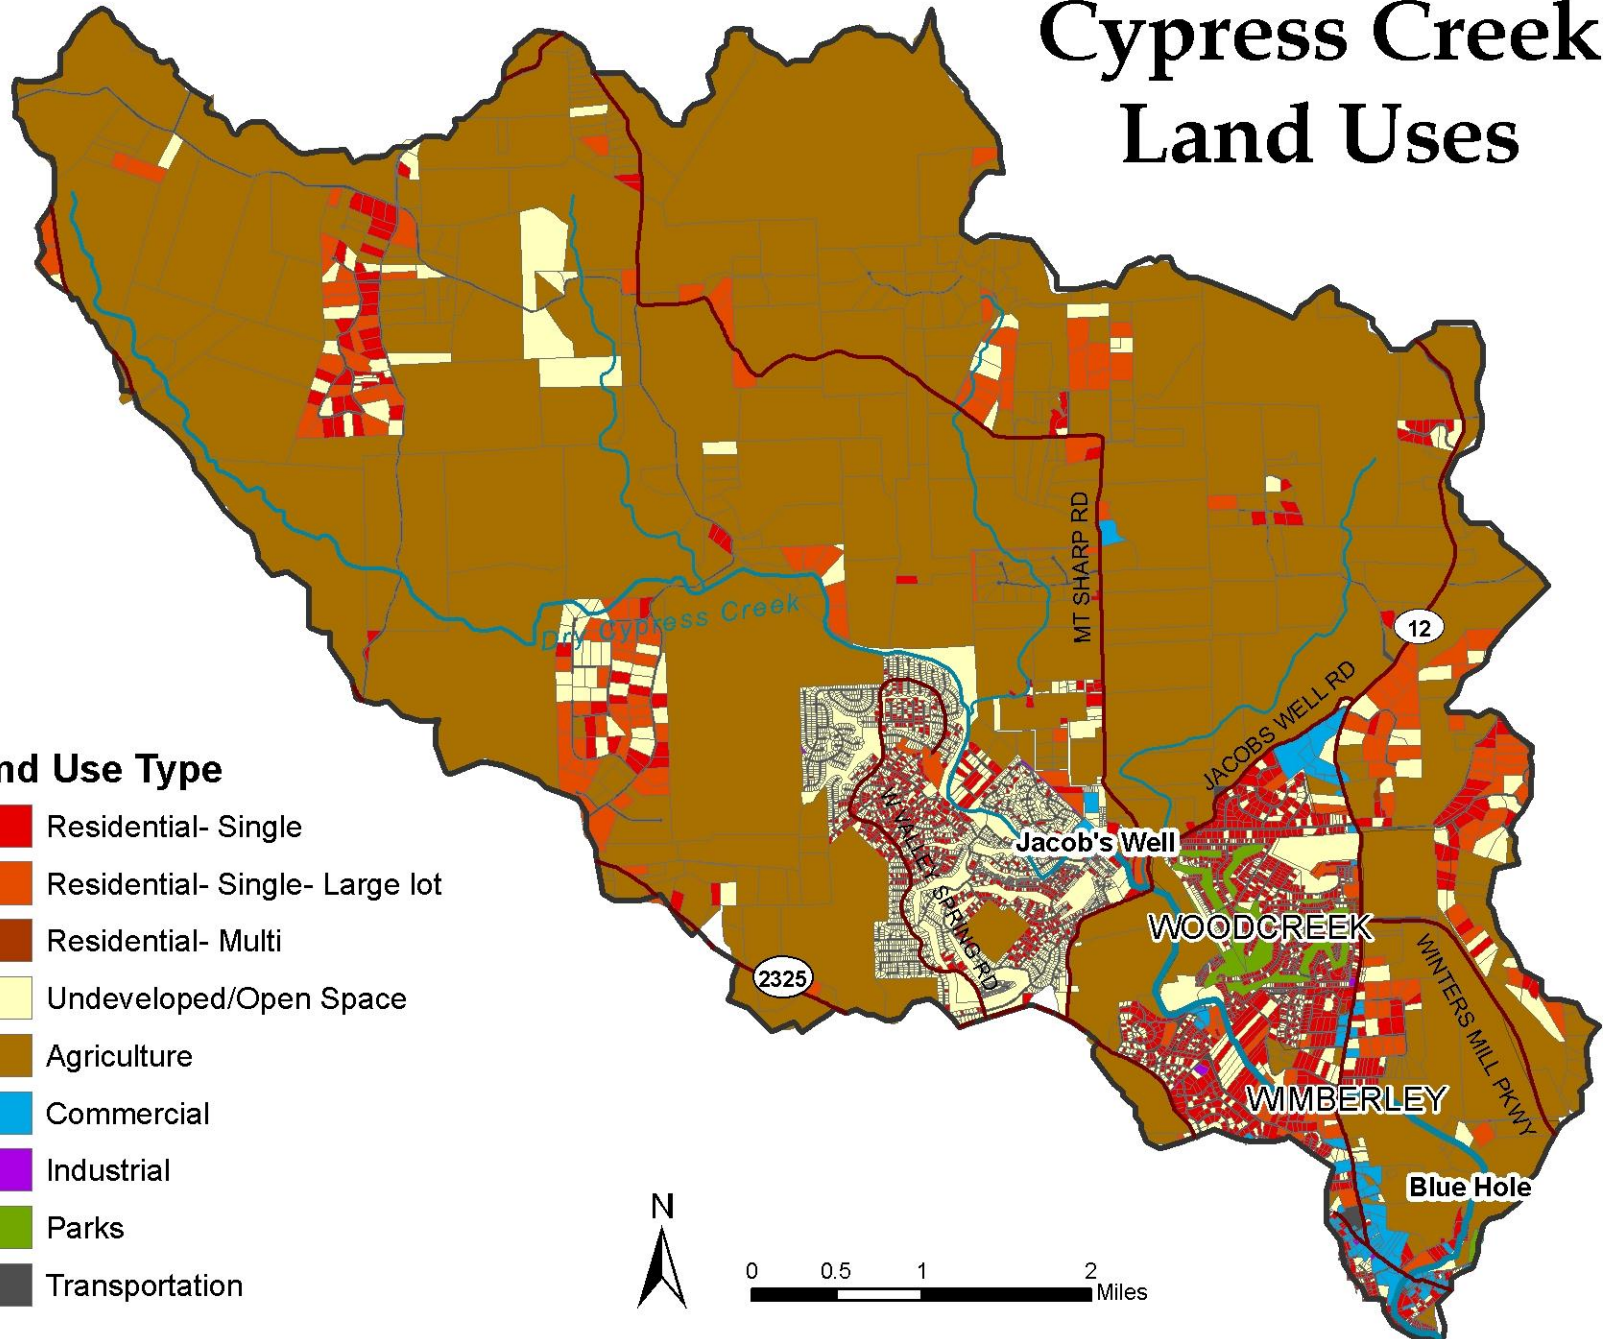 Cypress Creek
Land Uses
MT SHARP RD
Dry Cypress Creek
12
JACOBS WELL RD
W VALLEY SPRING RD
Jacob's Well
WOODCREEK
2325
WINTERS MILL PKWY
WIMBERLEY
Blue Hole
nd Use Type
Residential- Single
Residential- Single- Large lot
Residential- Multi
Undeveloped/Open Space
Agriculture
Commercial
Industrial
Parks
Transportation
N
0 0.5 1 2
Miles